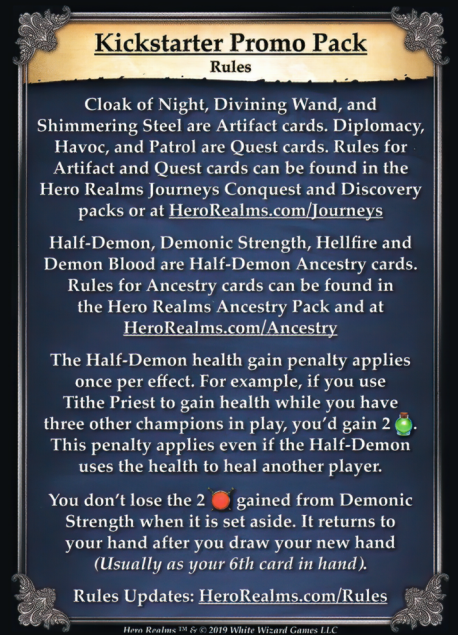 Kickstarter Promo Pack
Rules
Cloak of Night, Divining Wand, and
Shimmering Steel are Artifact cards. Diplomacy,
Havoc, and Patrol are Quest cards. Rules for
Artifact and Quest cards can be found in the
Hero Realms Journeys Conquest and Discovery
packs or at HeroRealms.com/Journeys
Half-Demon, Demonic Strength, Hellfire and
Demon Blood are Half-Demon Ancestry cards.
Rules for Ancestry cards can be found in
the Hero Realms Ancestry Pack and at
HeroRealms.com/Ancestry
The Half-Demon health gain penalty applies
once per effect. For example, if you use
Tithe Priest to gain health while you have
three other champions in play, you'd gain 2 .
This penalty applies even if the Half-Demon
uses the health to heal another player.
You don't lose the 2 gained from Demonic
Strength when it is set aside. It returns to
your hand after you draw your new hand
(Usually as your 6th card in hand).
Rules Updates: HeroRealms.com/Rules
Hero Realms ™ & © 2019 White Wizard Games LLC